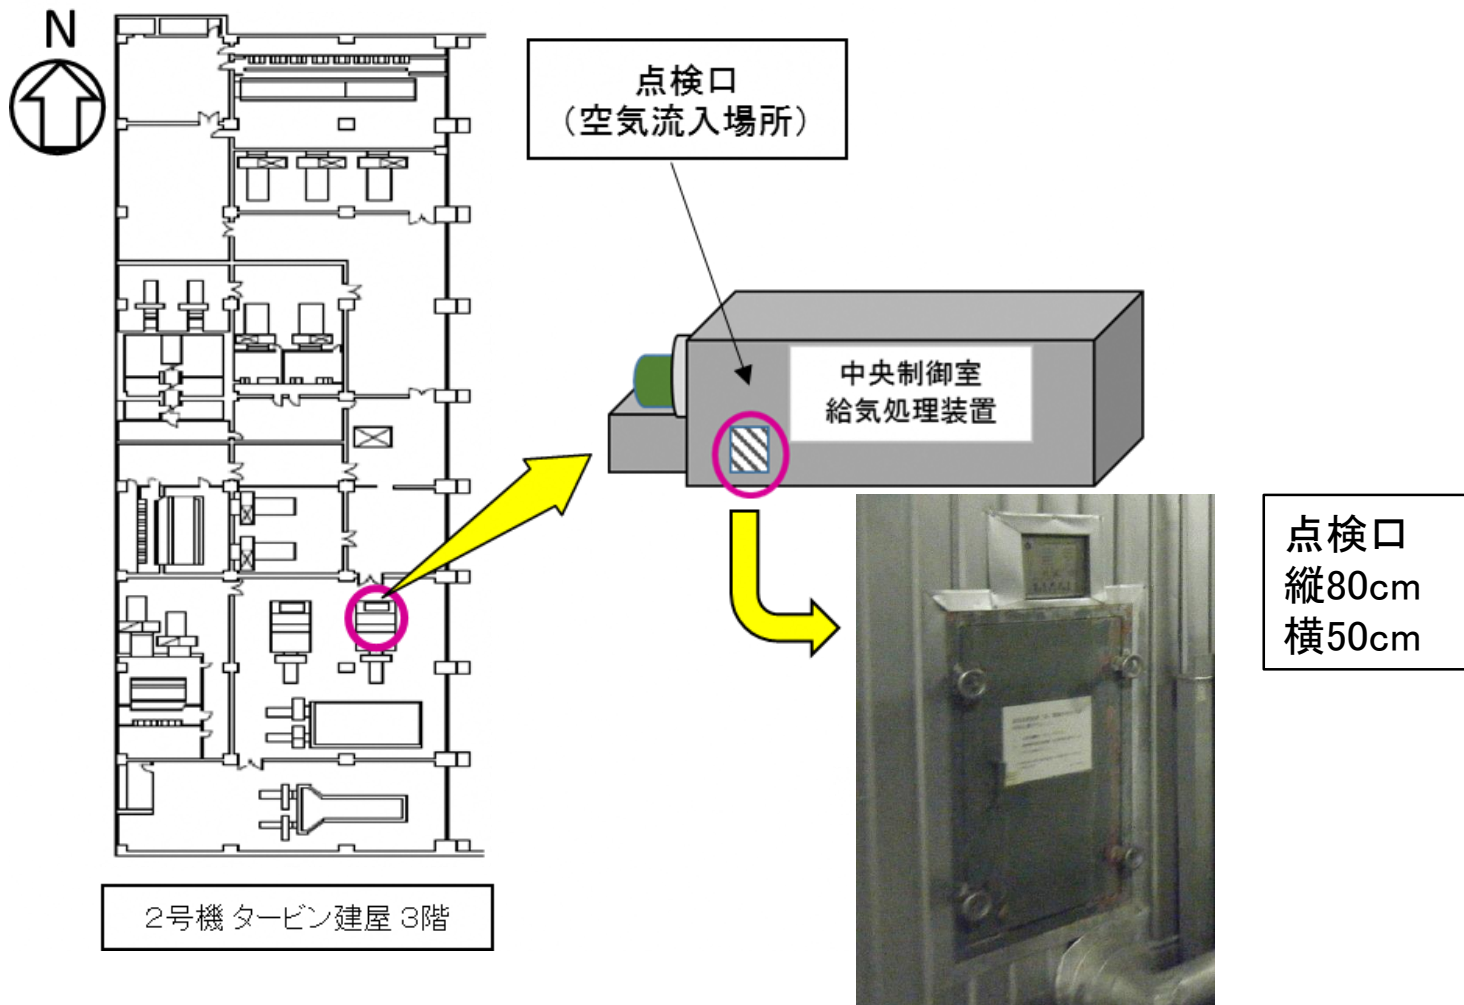 N
点検口
（空気流入場所）
中央制御室
給気処理装置
点検口
縦80cm
横50cm
２号機 タービン建屋 ３階